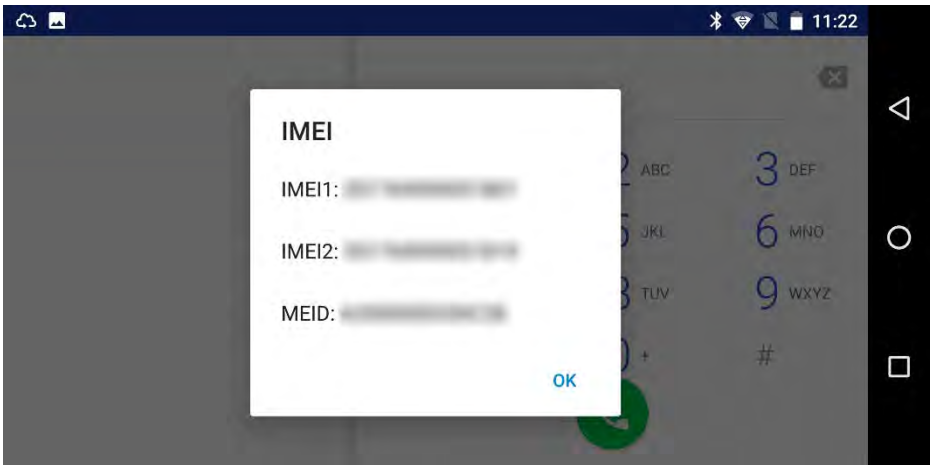 11:22
IMEI
IMEI1:
IMEI2:
MEID:
OK
2 ABC
3 DEF
5 JKL
6 MNO
8 TUV
9 WXYZ
0 +
#